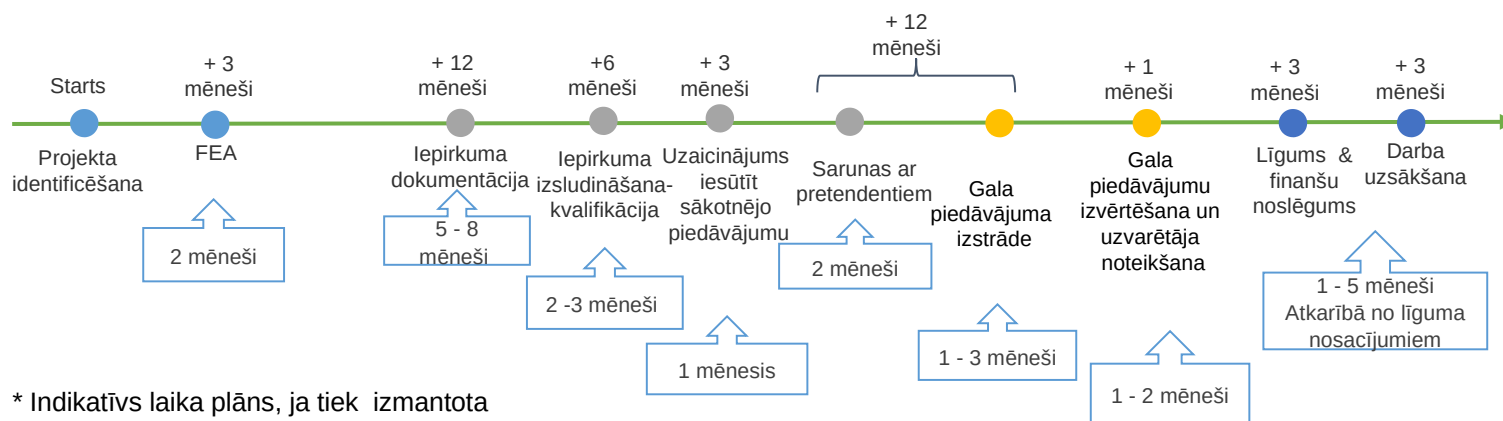 Starts
+ 3
mēneši
+ 12
mēneši
+6
mēneši
+ 3
mēneši
+ 12
mēneši
+ 1
mēneši
+ 3
mēneši
+ 3
mēneši
Projekta
identificēšana
FEA
Iepirkuma
dokumentācija
Iepirkuma
izsludināšana-
kvalifikācija
Uzaicinājums
iesūtīt
sākotnējo
piedāvājumu
Sarunas ar
pretendentiem
Gala
piedāvājuma
izstrāde
Gala
piedāvājumu
izvērtēšana un
uzvarētāja
noteikšana
Līgums &
finanšu
noslēgums
Darba
uzsākšana
2 mēneši
5 - 8
mēneši
2 -3 mēneši
1 mēnesis
2 mēneši
1 - 3 mēneši
1 - 2 mēneši
1 - 5 mēneši
Atkarībā no līguma
nosacījumiem
* Indikatīvs laika plāns, ja tiek izmantota